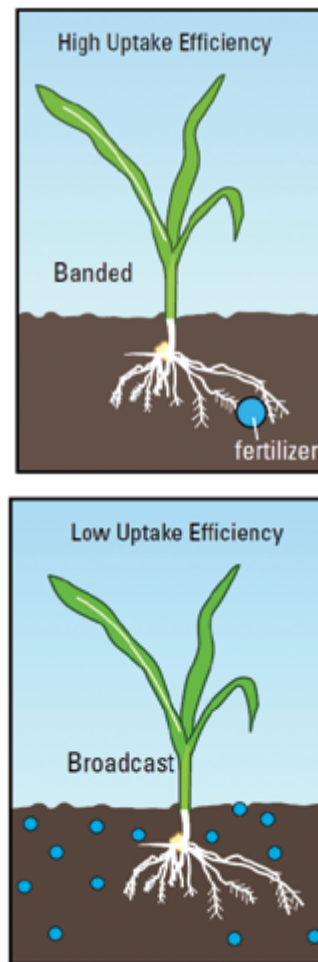 High Uptake Efficiency
Banded
fertilizer
Low Uptake Efficiency
Broadcast